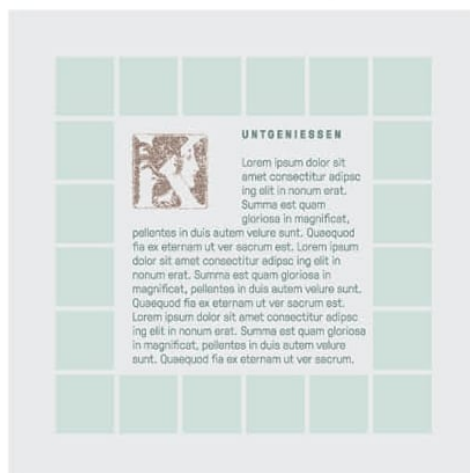 K
UNTGENIESSEN
Lorem ipsum dolor sit
amet consectitur adipsc
ing elit in nonum erat.
Summa est quam
gloriosa in magnificat,
pellentes in duis autem velure sunt. Quaequod
fia ex eternam ut ver sacrum est. Lorem ipsum
dolor sit amet consectitur adipsc ing elit in
nonum erat. Summa est quam gloriosa in
magnificat, pellentes in duis autem velure sunt.
Quaequod fia ex eternam ut ver sacrum est.
Lorem ipsum dolor sit amet consectitur adipsc
ing elit in nonum erat. Summa est quam gloriosa
in magnificat, pellentes in duis autem velure
sunt. Quaequod fia ex eternam ut ver sacrum.